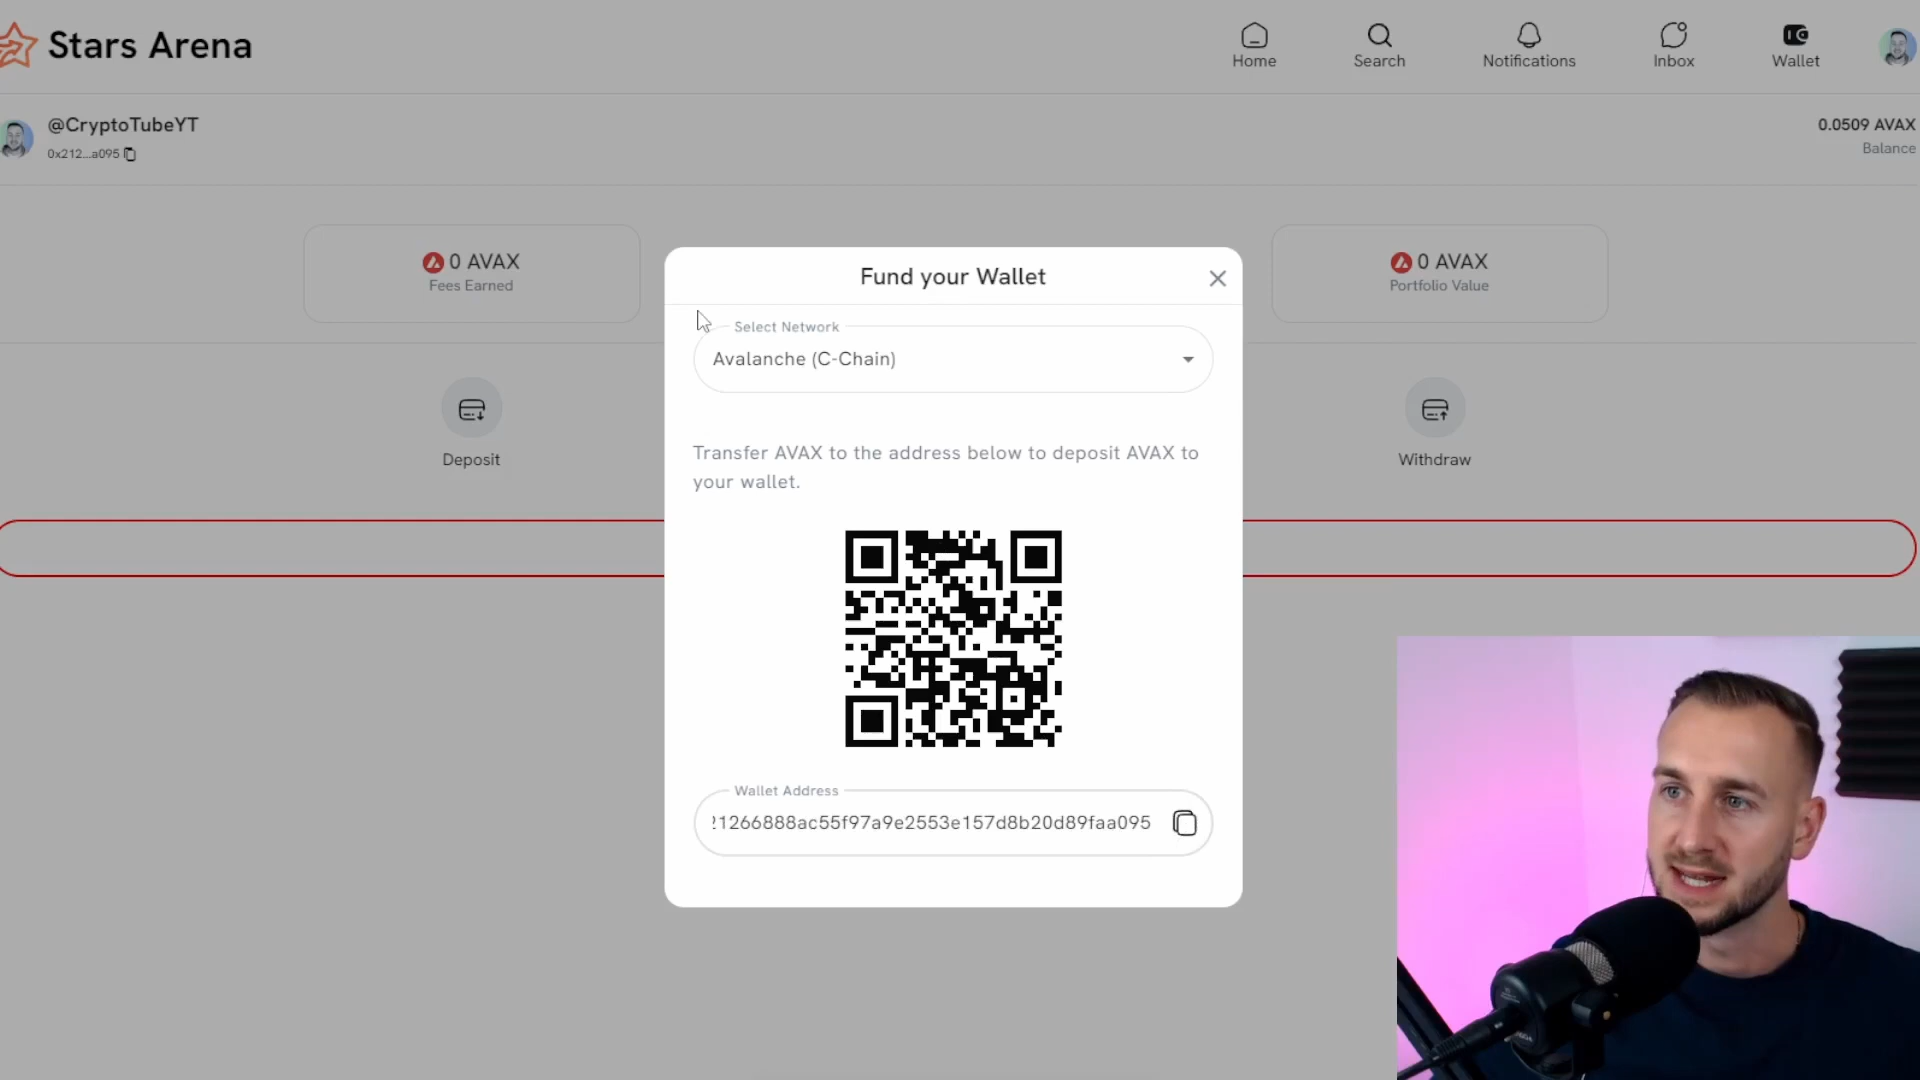 Stars Arena
Home
Search
Notifications
Inbox
Wallet
@CryptoTubeYT
0x212...a095
0.0509 AVAX
Balance
0 AVAX
Fees Earned
0 AVAX
Portfolio Value
Fund your Wallet
Select Network
Avalanche (C-Chain)
Deposit
Withdraw
Transfer AVAX to the address below to deposit AVAX to
your wallet.
Wallet Address
21266888ac55f97a9e2553e157d8b20d89faa095